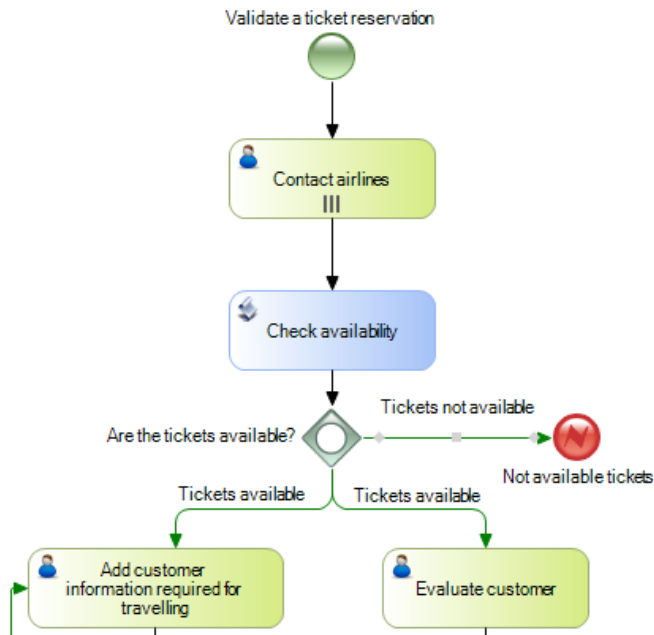 Validate a ticket reservation
Contact airlines
Check availability
Tickets not available
Are the tickets available?
Not available tickets
Tickets available
Tickets available
Add customer
information required for
travelling
Evaluate customer